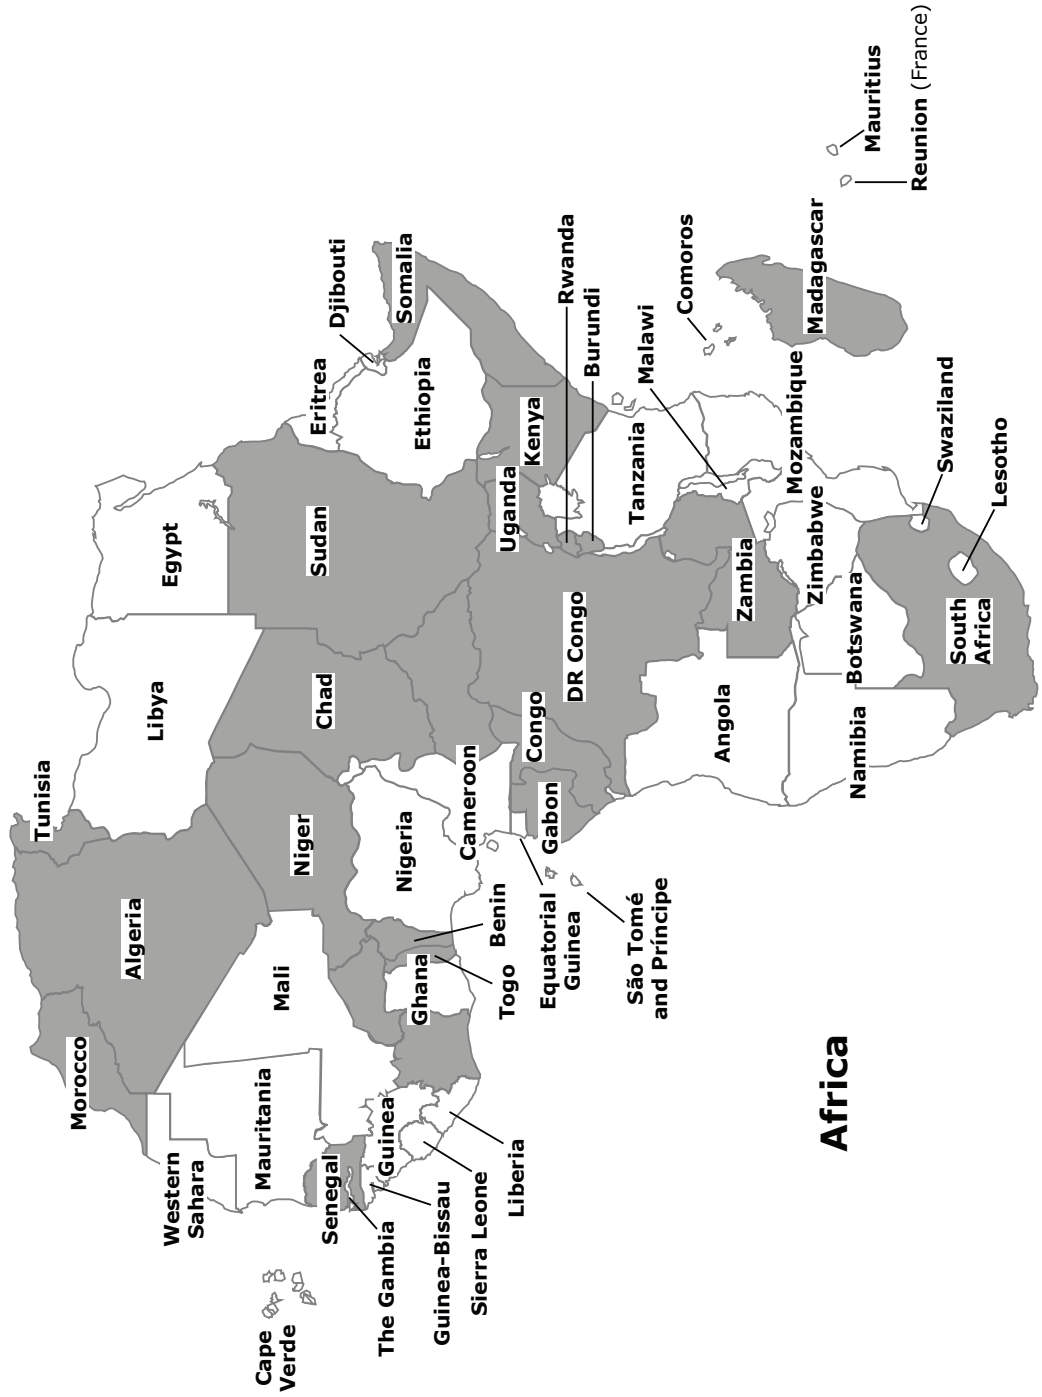 Tunisia
Morocco
Algeria
Libya
Egypt
Western
Sahara
Mauritania
Mali
Niger
Chad
Sudan
Eritrea
Djibouti
Somalia
Ethiopia
Cape
Verde
Senegal
The Gambia
Guinea-Bissau
Guinea
Sierra Leone
Liberia
Ghana
Togo
Benin
Nigeria
Cameroon
Equatorial
Guinea
São Tomé
and Príncipe
Gabon
Congo
DR Congo
Uganda
Kenya
Rwanda
Burundi
Tanzania
Malawi
Comoros
Angola
Zambia
Mozambique
Zimbabwe
Madagascar
Mauritius
Reunion (France)
Namibia
Botswana
Swaziland
Lesotho
South
Africa
Africa